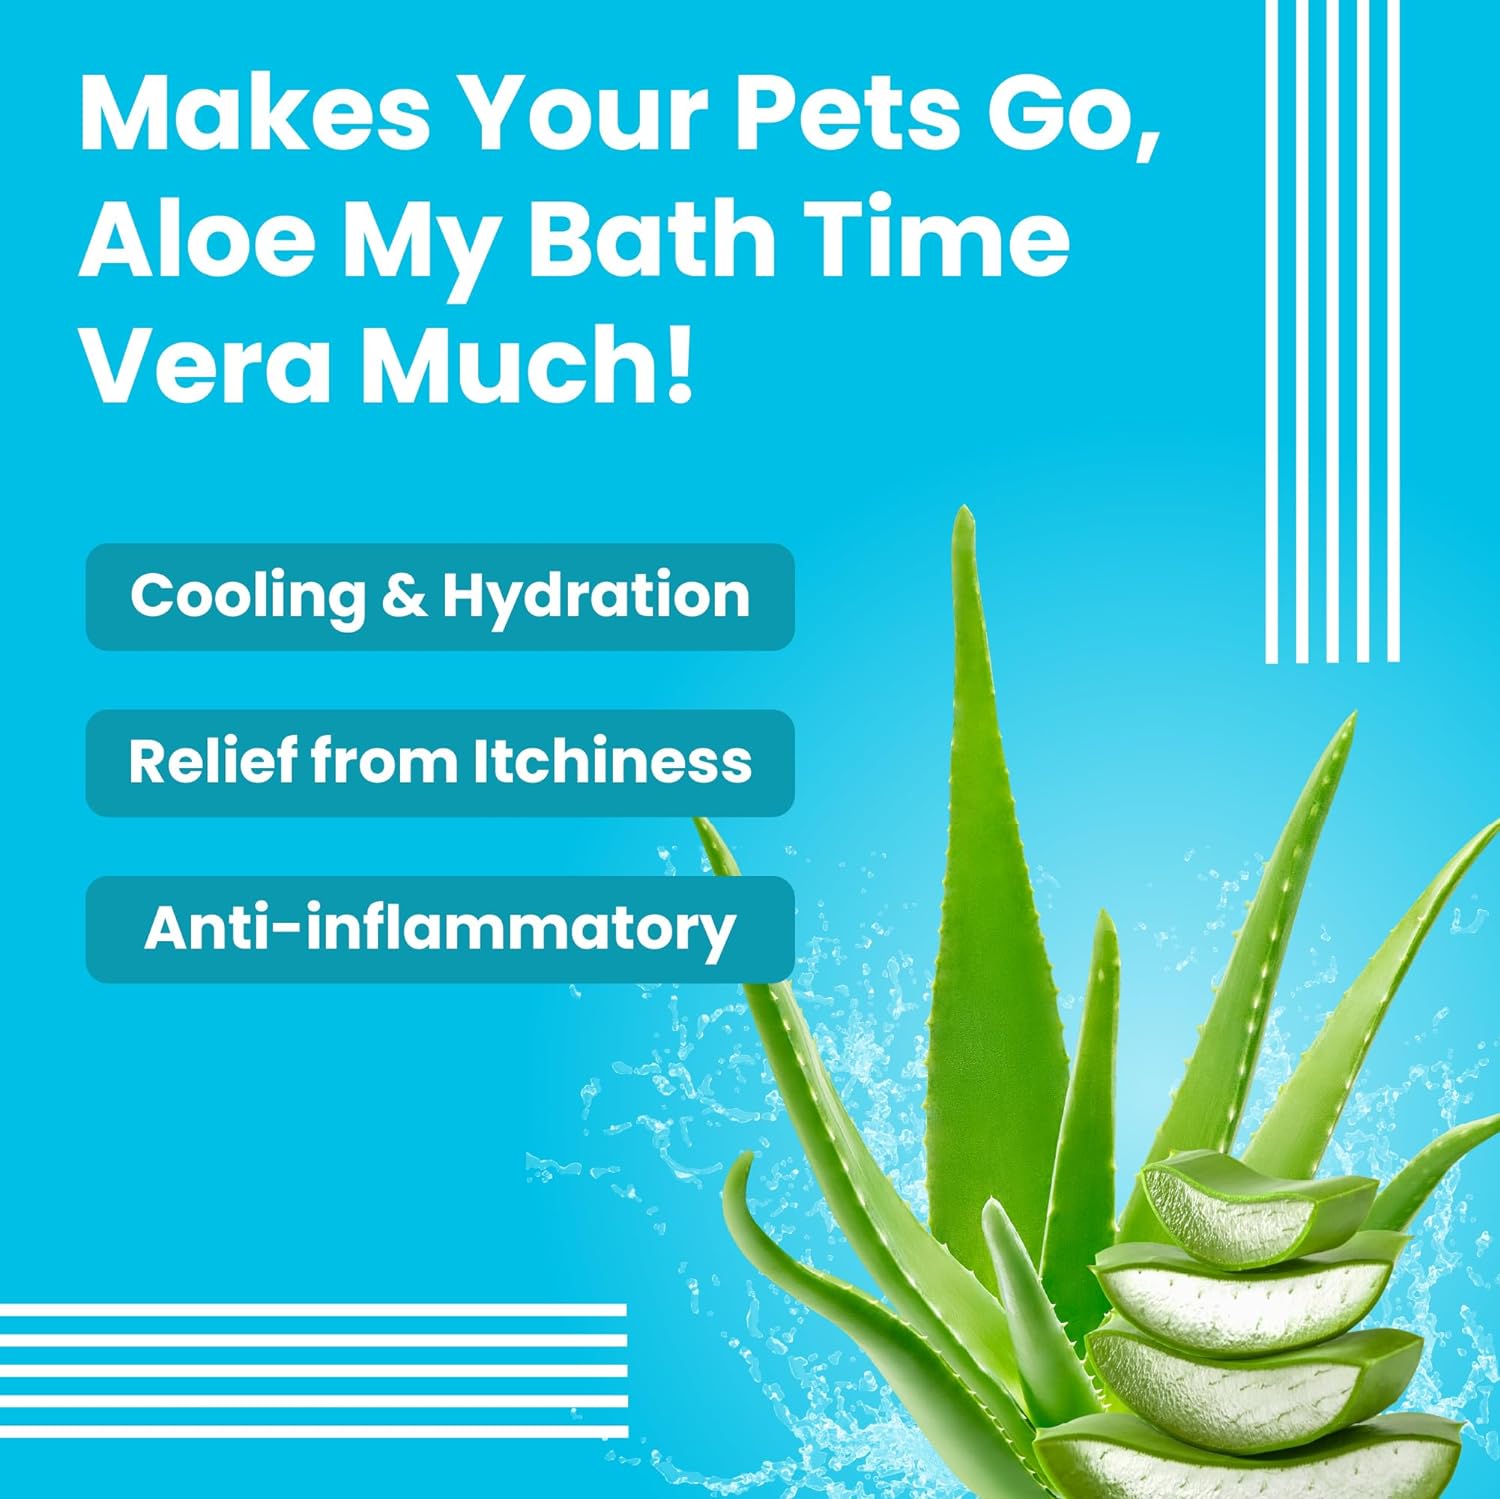 Makes Your Pets Go,
Aloe My Bath Time
Vera Much!
Cooling & Hydration
Relief from Itchiness
Anti-inflammatory